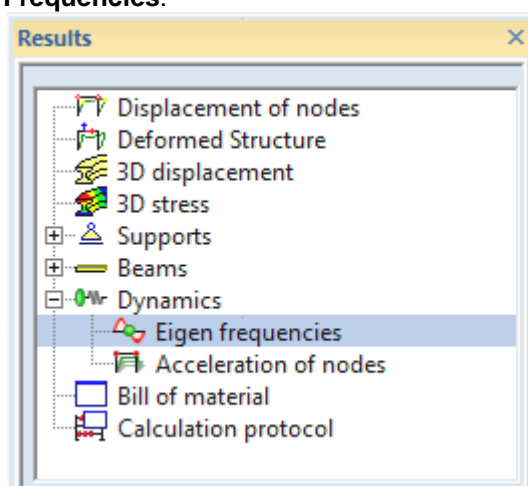 Frequencies.
Results
Displacement of nodes
Deformed Structure
3D displacement
3D stress
Supports
Beams
Dynamics
Eigen frequencies
Acceleration of nodes
Bill of material
Calculation protocol